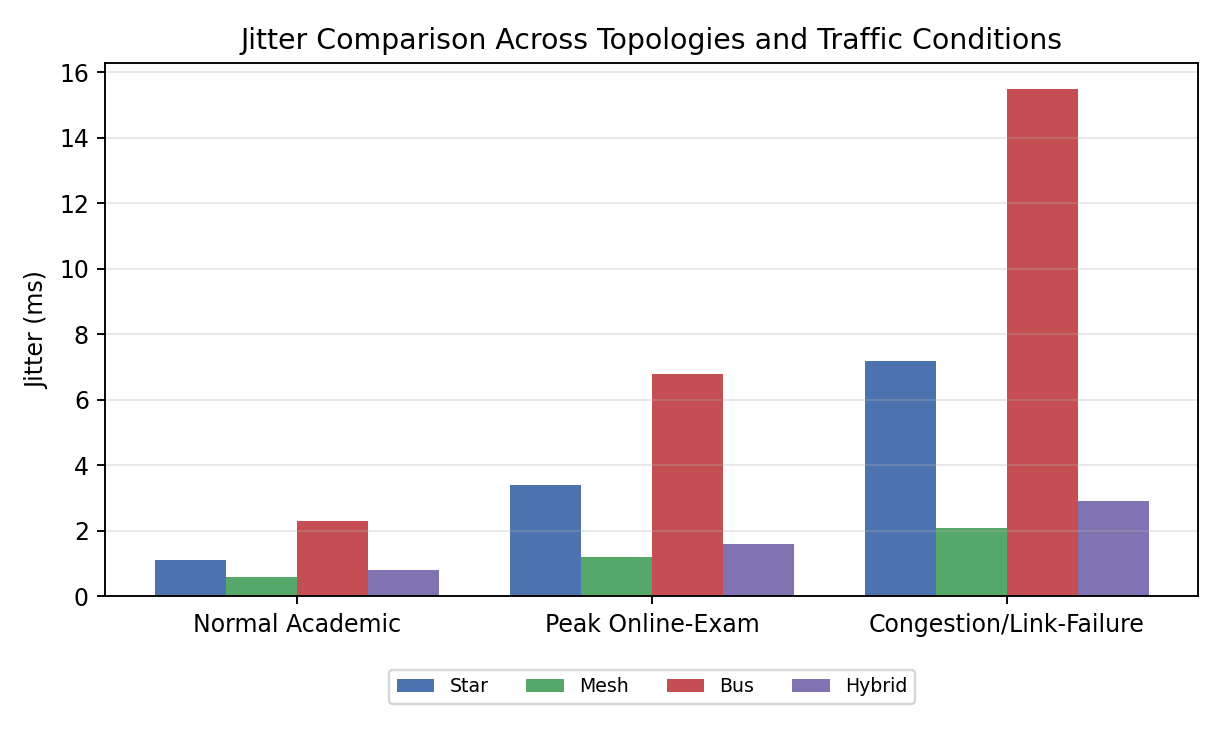 Jitter Comparison Across Topologies and Traffic Conditions
Jitter (ms)
16
14
12
10
8
6
4
2
0
Normal Academic
Peak Online-Exam
Congestion/Link-Failure
Star
Mesh
Bus
Hybrid